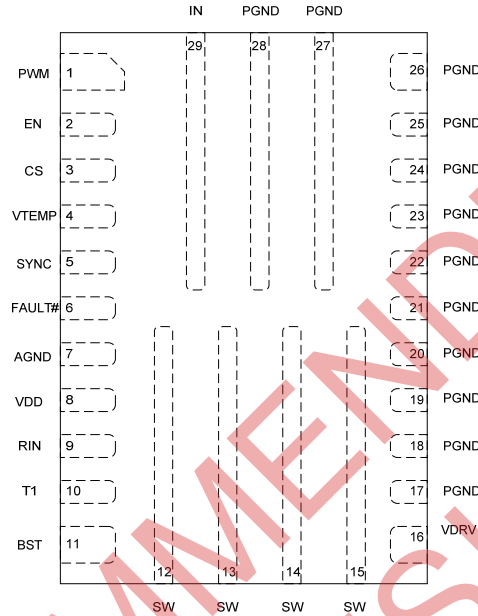 IN PGND PGND
29 28 27
PWM 1 26 PGND
EN 2 25 PGND
CS 3 24 PGND
VTEMP 4 23 PGND
SYNC 5 22 PGND
FAULT# 6 21 PGND
AGND 7 20 PGND
VDD 8 19 PGND
RIN 9 18 PGND
T1 10 17 PGND
BST 11 16 VDRV
12 13 14 15
SW SW SW SW